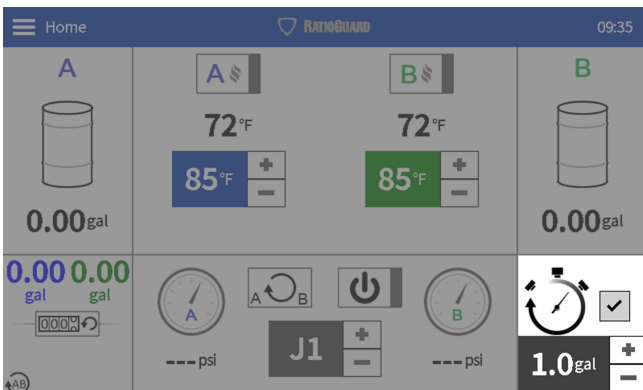 Home RATIOGUARD 09:35
A A B B
72°F 72°F
85°F + 85°F +
− −
0.00gal 0.00gal
0.00 0.00
gal gal
A B A B
000
J1 + 1.0gal +
---psi − ---psi −
AB